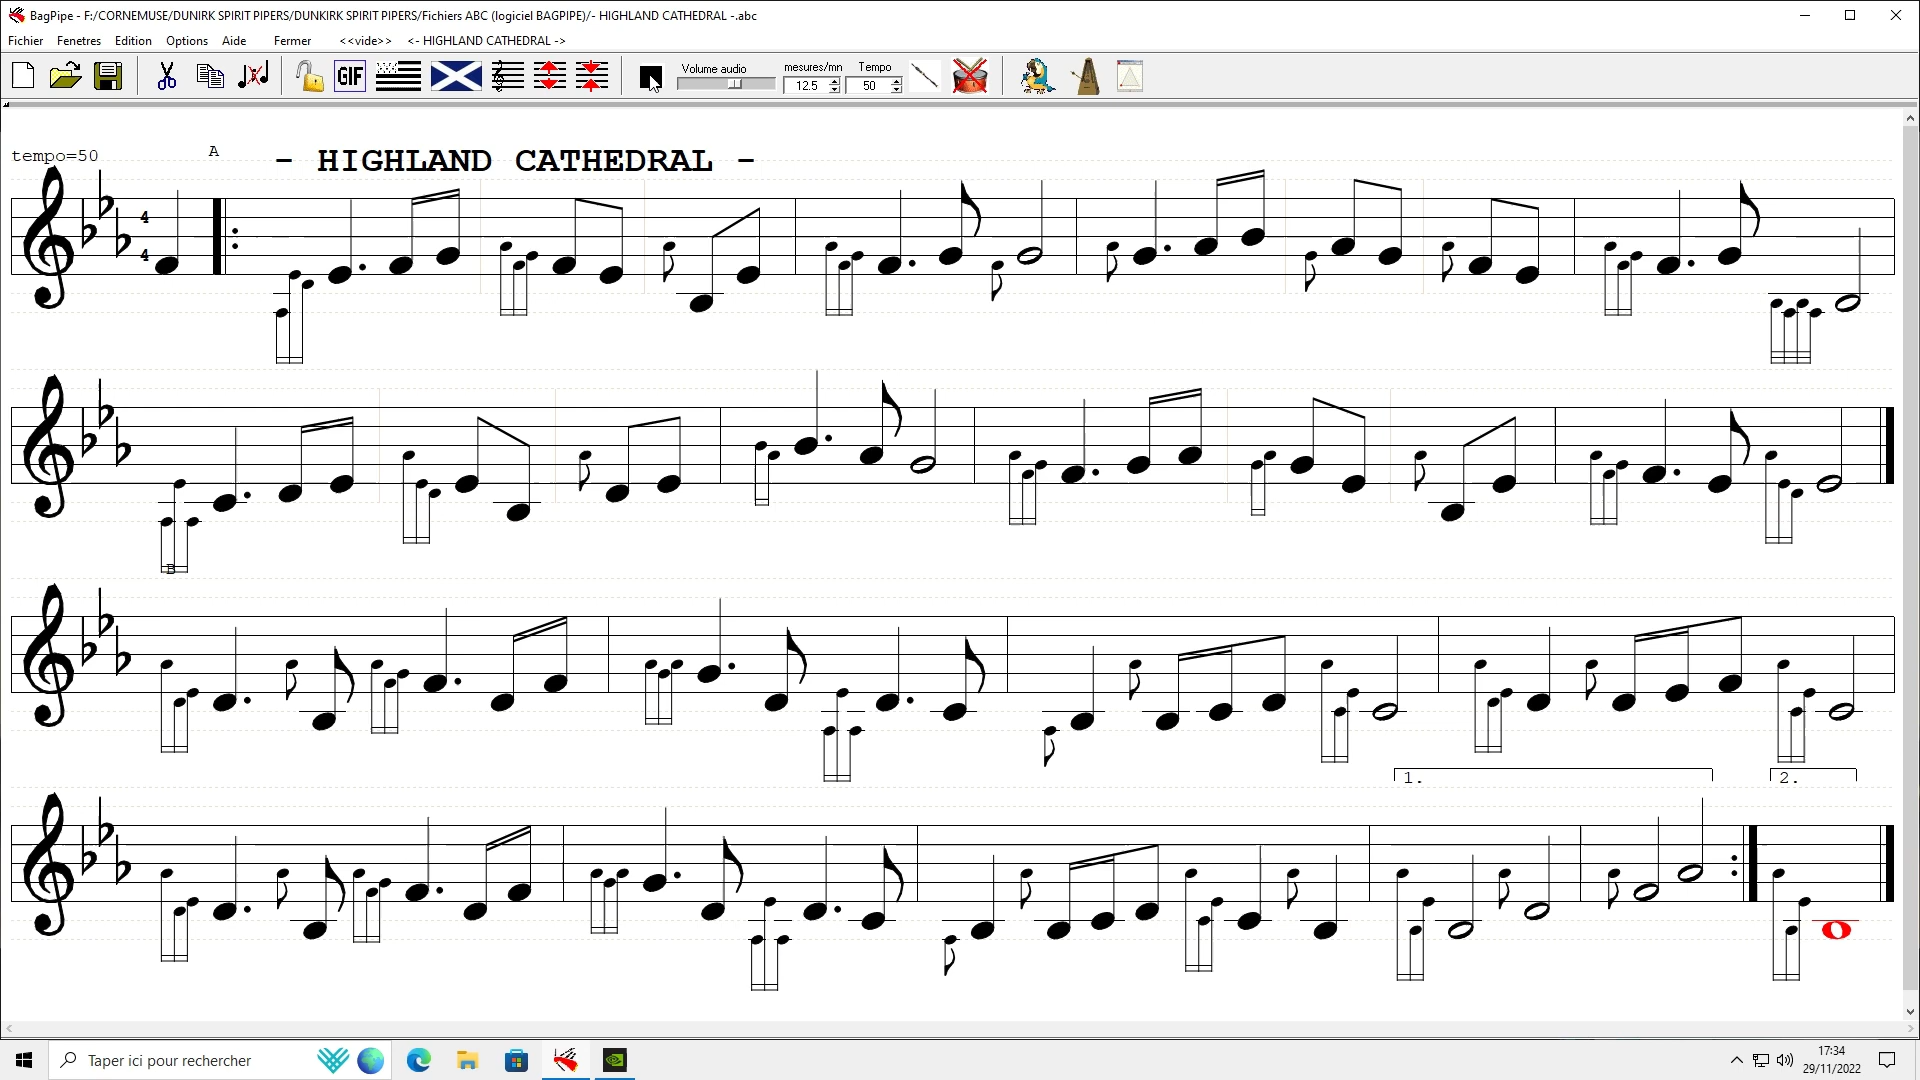 BagPipe - F:/CORNEMUSE/DUNIRK SPIRIT PIPERS/DUNKIRK SPIRIT PIPERS/Fichiers ABC (logiciel BAGPIPE)/- HIGHLAND CATHEDRAL -.abc
Fichier Fenetres Edition Options Aide Fermer <<vide>> <- HIGHLAND CATHEDRAL ->
GIF Volume audio mesures/mn Tempo
12.5 50
tempo=50 A - HIGHLAND CATHEDRAL -
4
4
B
1. 2.
Taper ici pour rechercher
17:34
29/11/2022